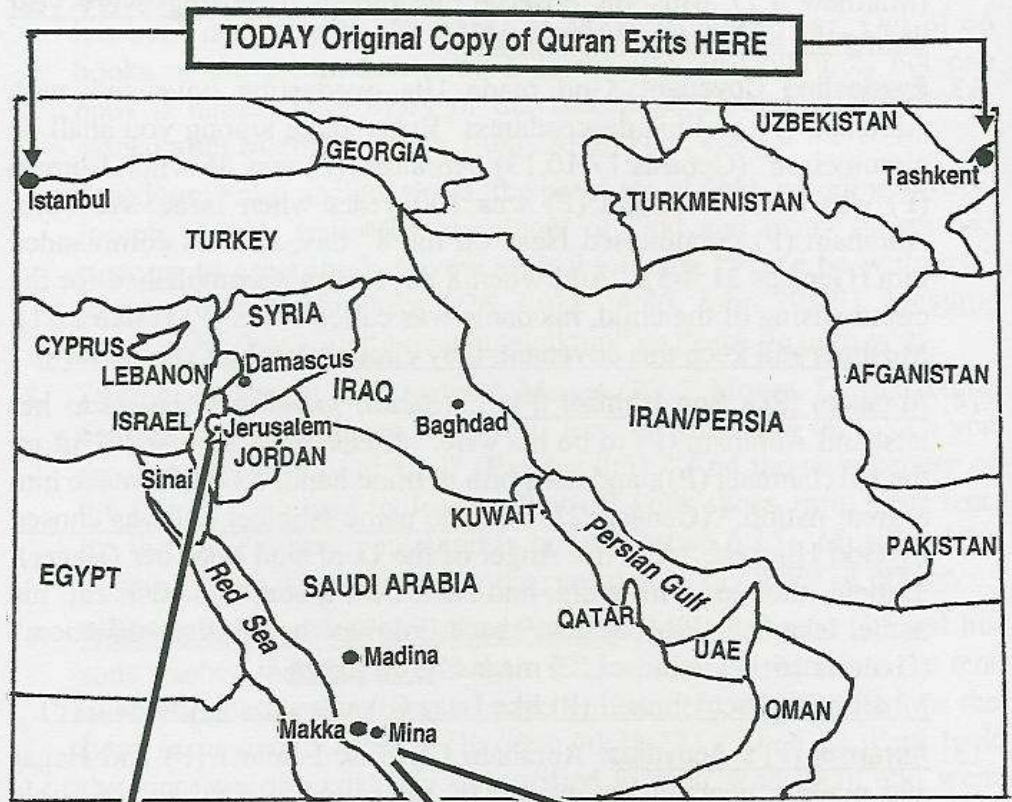 TODAY Original Copy of Quran Exits HERE
UZBEKISTAN
GEORGIA
Tashkent
Istanbul
TURKMENISTAN
TURKEY
SYRIA
CYPRUS
Damascus
LEBANON
IRAQ
AFGANISTAN
ISRAEL
Jerusalem
Baghdad
IRAN/PERSIA
JORDAN
Sinai
KUWAIT
PAKISTAN
Persian Gulf
EGYPT
Red Sea
SAUDI ARABIA
QATAR
UAE
Madina
OMAN
Makka
Mina